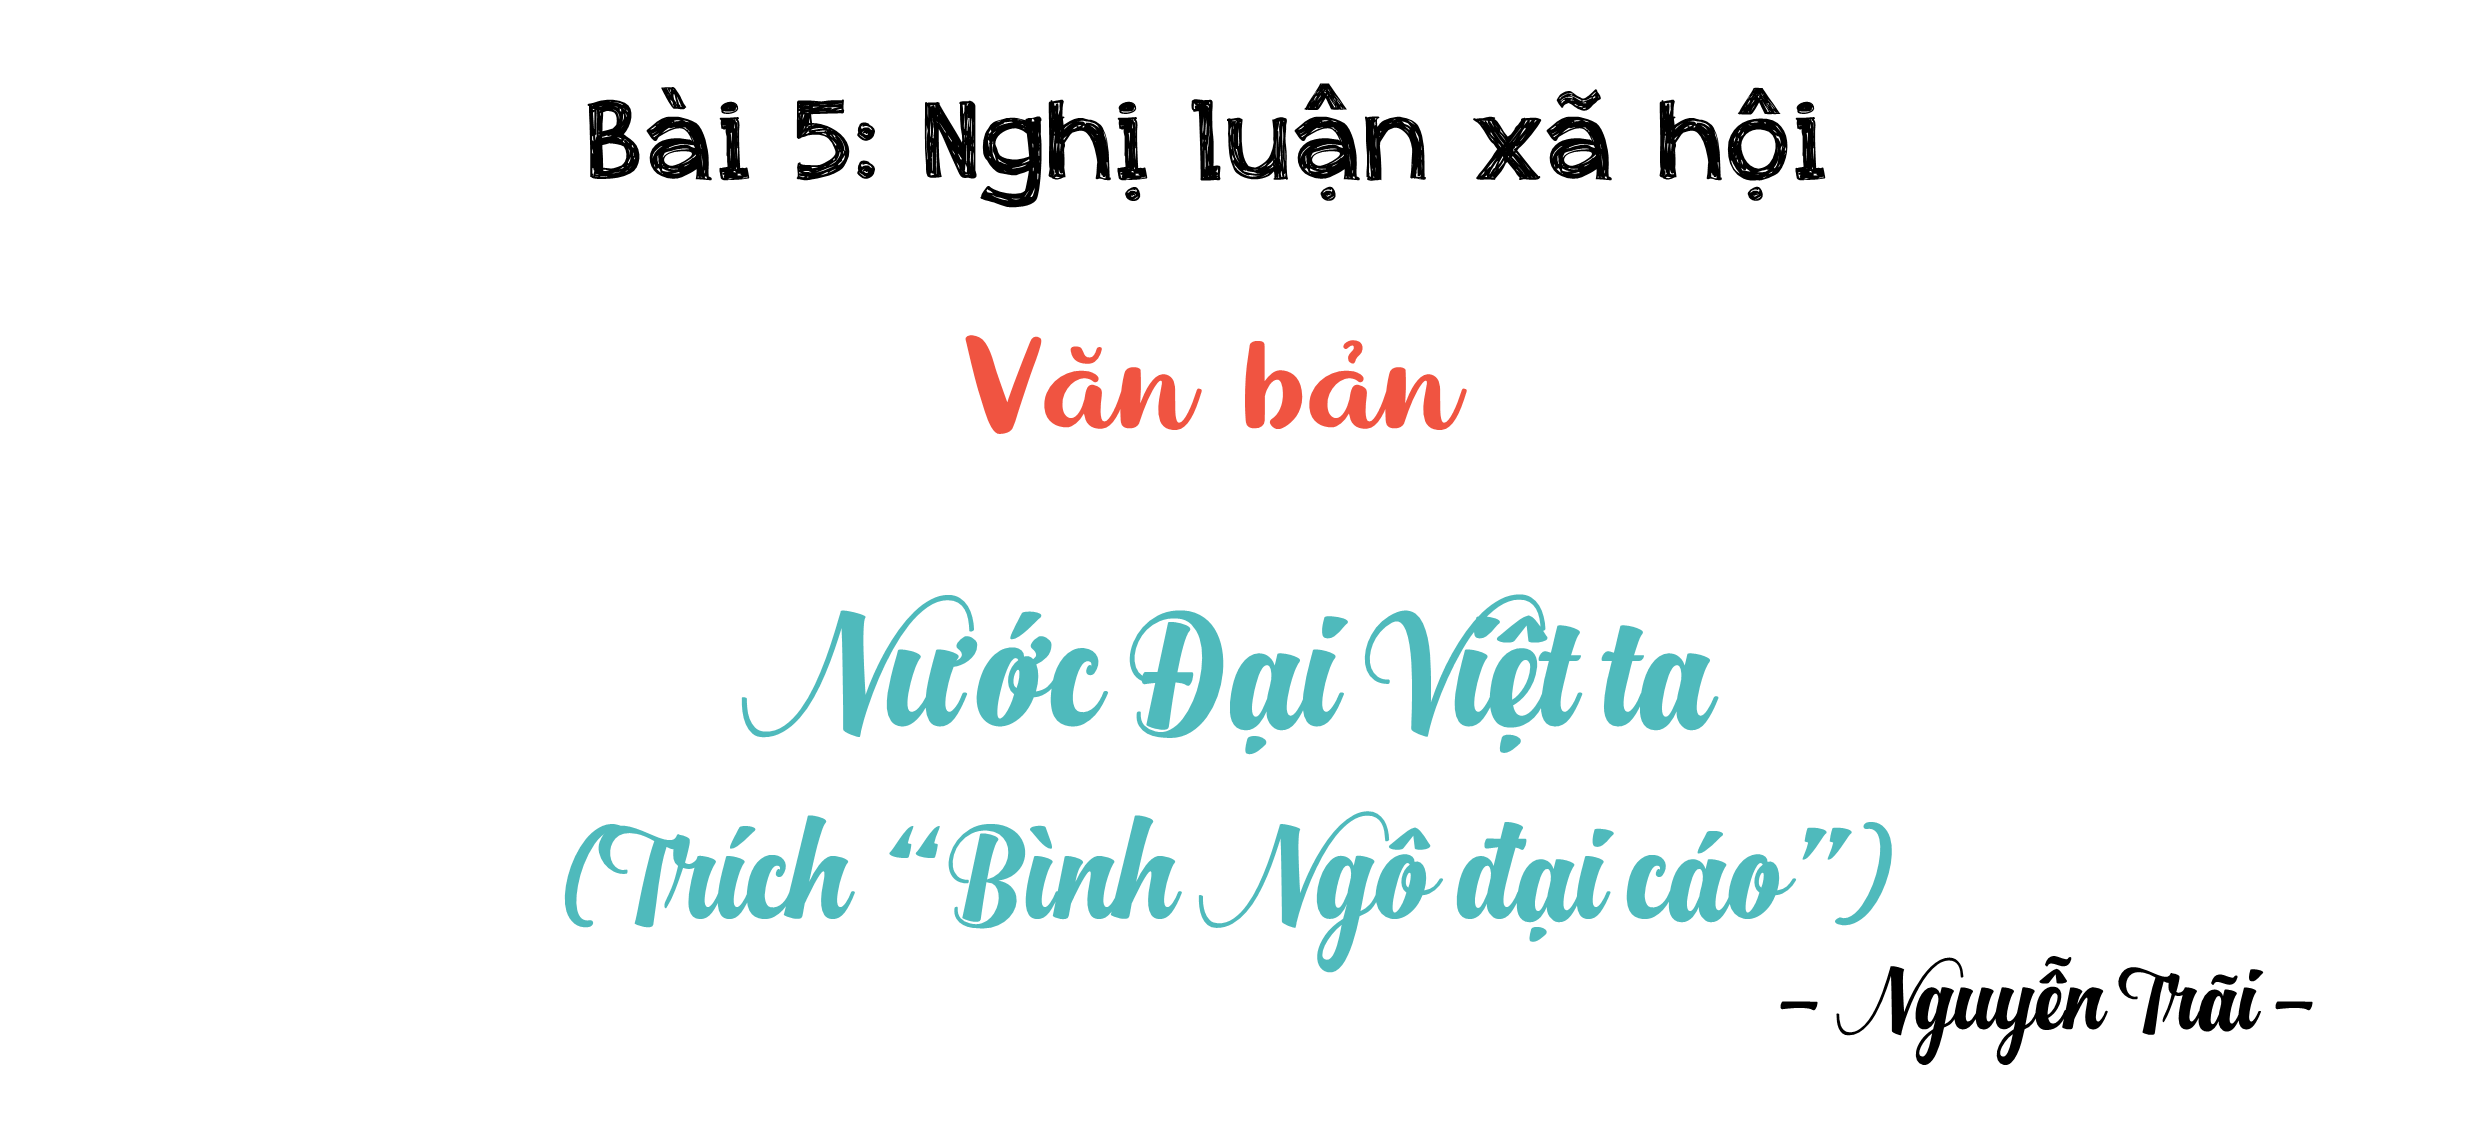 Bài 5: Nghị luận xã hội
Văn bản
Nước Đại Việt ta
(Trích “Bình Ngô đại cáo”)
– Nguyễn Trãi –